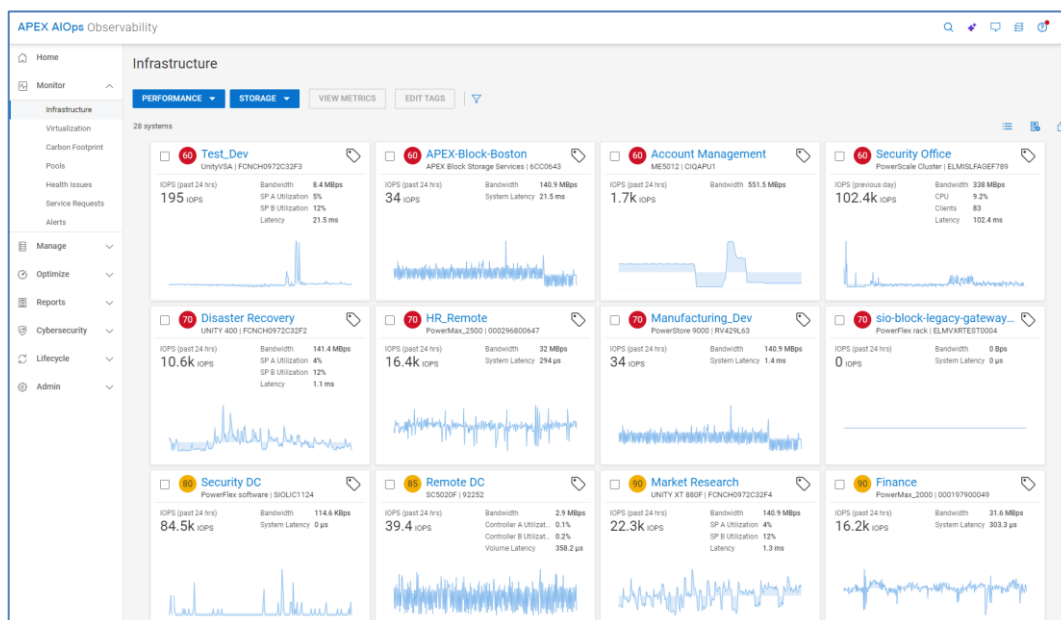 APEX AIOps Observability
Home
Monitor
Infrastructure
Virtualization
Carbon Footprint
Pools
Health Issues
Service Requests
Alerts
Manage
Optimize
Reports
Cybersecurity
Lifecycle
Admin
Infrastructure
PERFORMANCE STORAGE VIEW METRICS EDIT TAGS
28 systems
60 Test_Dev
UnityVSA | FCNCH0972C32F3
IOPS (past 24 hrs)
195 IOPS
Bandwidth 8.4 MBps
SP A Utilization 5%
SP B Utilization 12%
Latency 21.5 ms
60 APEX-Block-Boston
APEX Block Storage Services | 6CC0643
IOPS (past 24 hrs)
34 IOPS
Bandwidth 140.9 MBps
System Latency 21.5 ms
60 Account Management
ME5012 | CIQAPU1
IOPS (past 24 hrs)
1.7k IOPS
Bandwidth 551.5 MBps
60 Security Office
PowerScale Cluster | ELMISLFAGEF789
IOPS (previous day)
102.4k IOPS
Bandwidth 338 MBps
CPU 9.2%
Clients 83
Latency 102.4 ms
70 Disaster Recovery
UNITY 400 | FCNCH0972C32F2
IOPS (past 24 hrs)
10.6k IOPS
Bandwidth 141.4 MBps
SP A Utilization 4%
SP B Utilization 12%
Latency 1.1 ms
70 HR_Remote
PowerMax_2500 | 000296800647
IOPS (past 24 hrs)
16.4k IOPS
Bandwidth 32 MBps
System Latency 294 µs
70 Manufacturing_Dev
PowerStore 9000 | RV429L63
IOPS (past 24 hrs)
34 IOPS
Bandwidth 140.9 MBps
System Latency 1.4 ms
70 sio-block-legacy-gateway...
PowerFlex rack | ELMVXRTEST0004
IOPS (past 24 hrs)
0 IOPS
Bandwidth 0 Bps
System Latency 0 µs
80 Security DC
PowerFlex software | SIOLIC1124
IOPS (past 24 hrs)
84.5k IOPS
Bandwidth 114.6 KBps
System Latency 0 µs
85 Remote DC
SC5020F | 92252
IOPS (past 24 hrs)
39.4 IOPS
Bandwidth 2.9 MBps
Controller A Utilizat... 0.1%
Controller B Utilizat... 0.2%
Volume Latency 358.2 µs
90 Market Research
UNITY XT 880F | FCNCH0972C32F4
IOPS (past 24 hrs)
22.3k IOPS
Bandwidth 140.9 MBps
SP A Utilization 4%
SP B Utilization 12%
Latency 1.3 ms
90 Finance
PowerMax_2000 | 000197900049
IOPS (past 24 hrs)
16.2k IOPS
Bandwidth 31.6 MBps
System Latency 303.3 µs